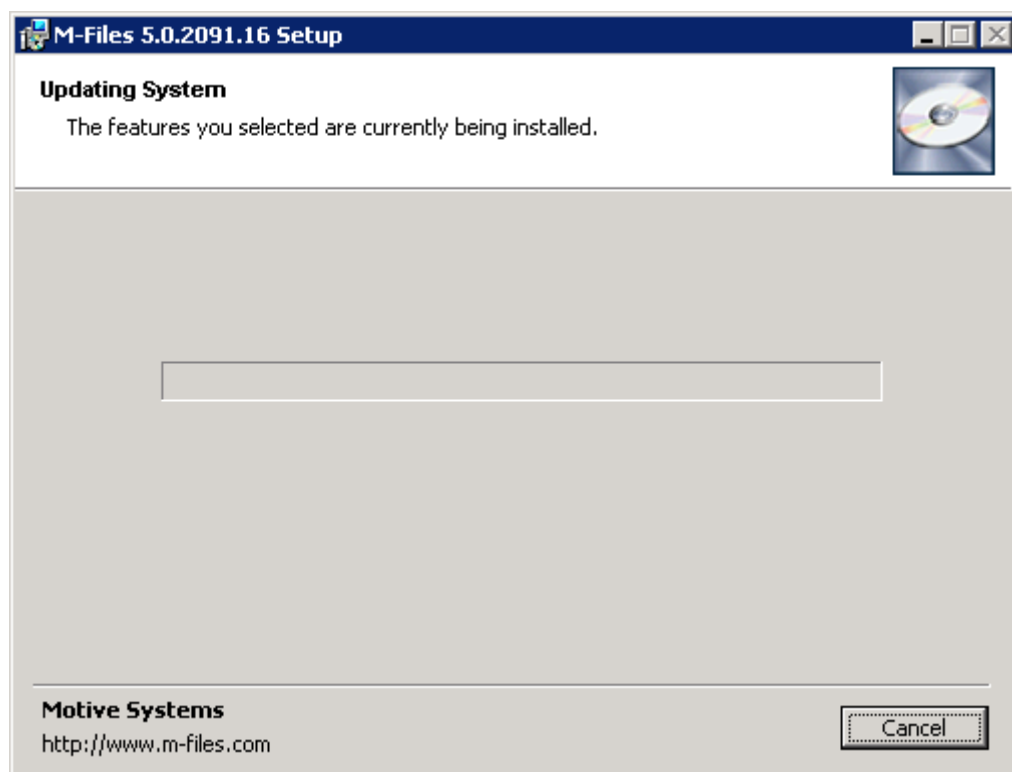 M-Files 5.0.2091.16 Setup
Updating System
The features you selected are currently being installed.
Motive Systems
http://www.m-files.com
Cancel